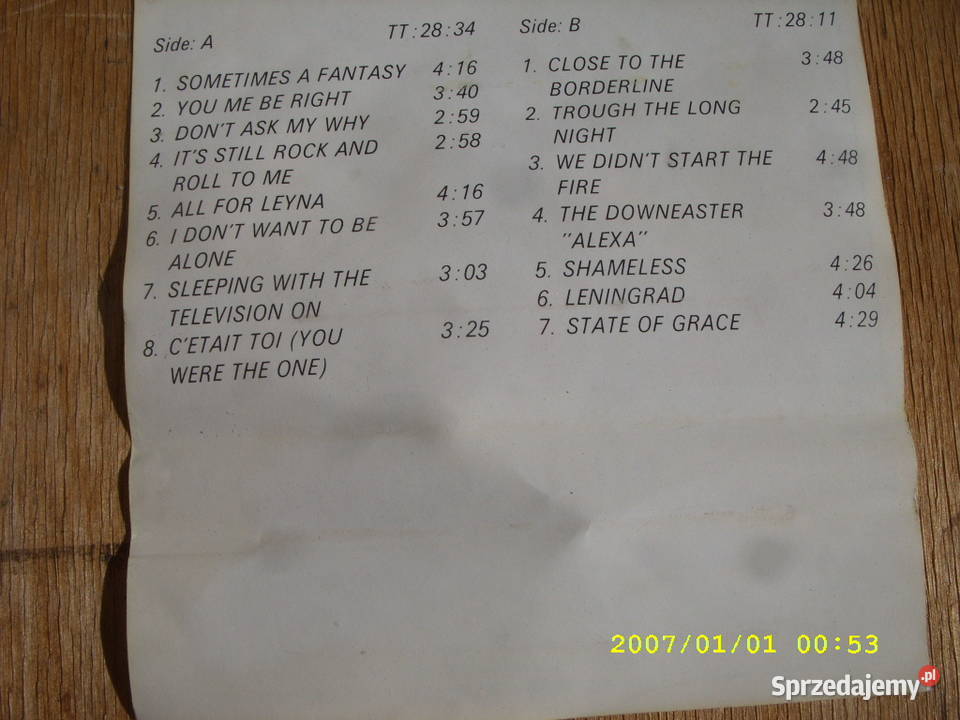 Side: A TT:28:34
1. SOMETIMES A FANTASY 4:16
2. YOU ME BE RIGHT 3:40
3. DON'T ASK MY WHY 2:59
4. IT'S STILL ROCK AND 2:58
ROLL TO ME
5. ALL FOR LEYNA 4:16
6. I DON'T WANT TO BE 3:57
ALONE
7. SLEEPING WITH THE 3:03
TELEVISION ON
8. C'ETAIT TOI (YOU 3:25
WERE THE ONE)
Side: B TT:28:11
1. CLOSE TO THE 3:48
BORDERLINE
2. TROUGH THE LONG 2:45
NIGHT
3. WE DIDN'T START THE 4:48
FIRE
4. THE DOWNEASTER 3:48
"ALEXA"
5. SHAMELESS 4:26
6. LENINGRAD 4:04
7. STATE OF GRACE 4:29
2007/01/01 00:53
Sprzedajemy.pl